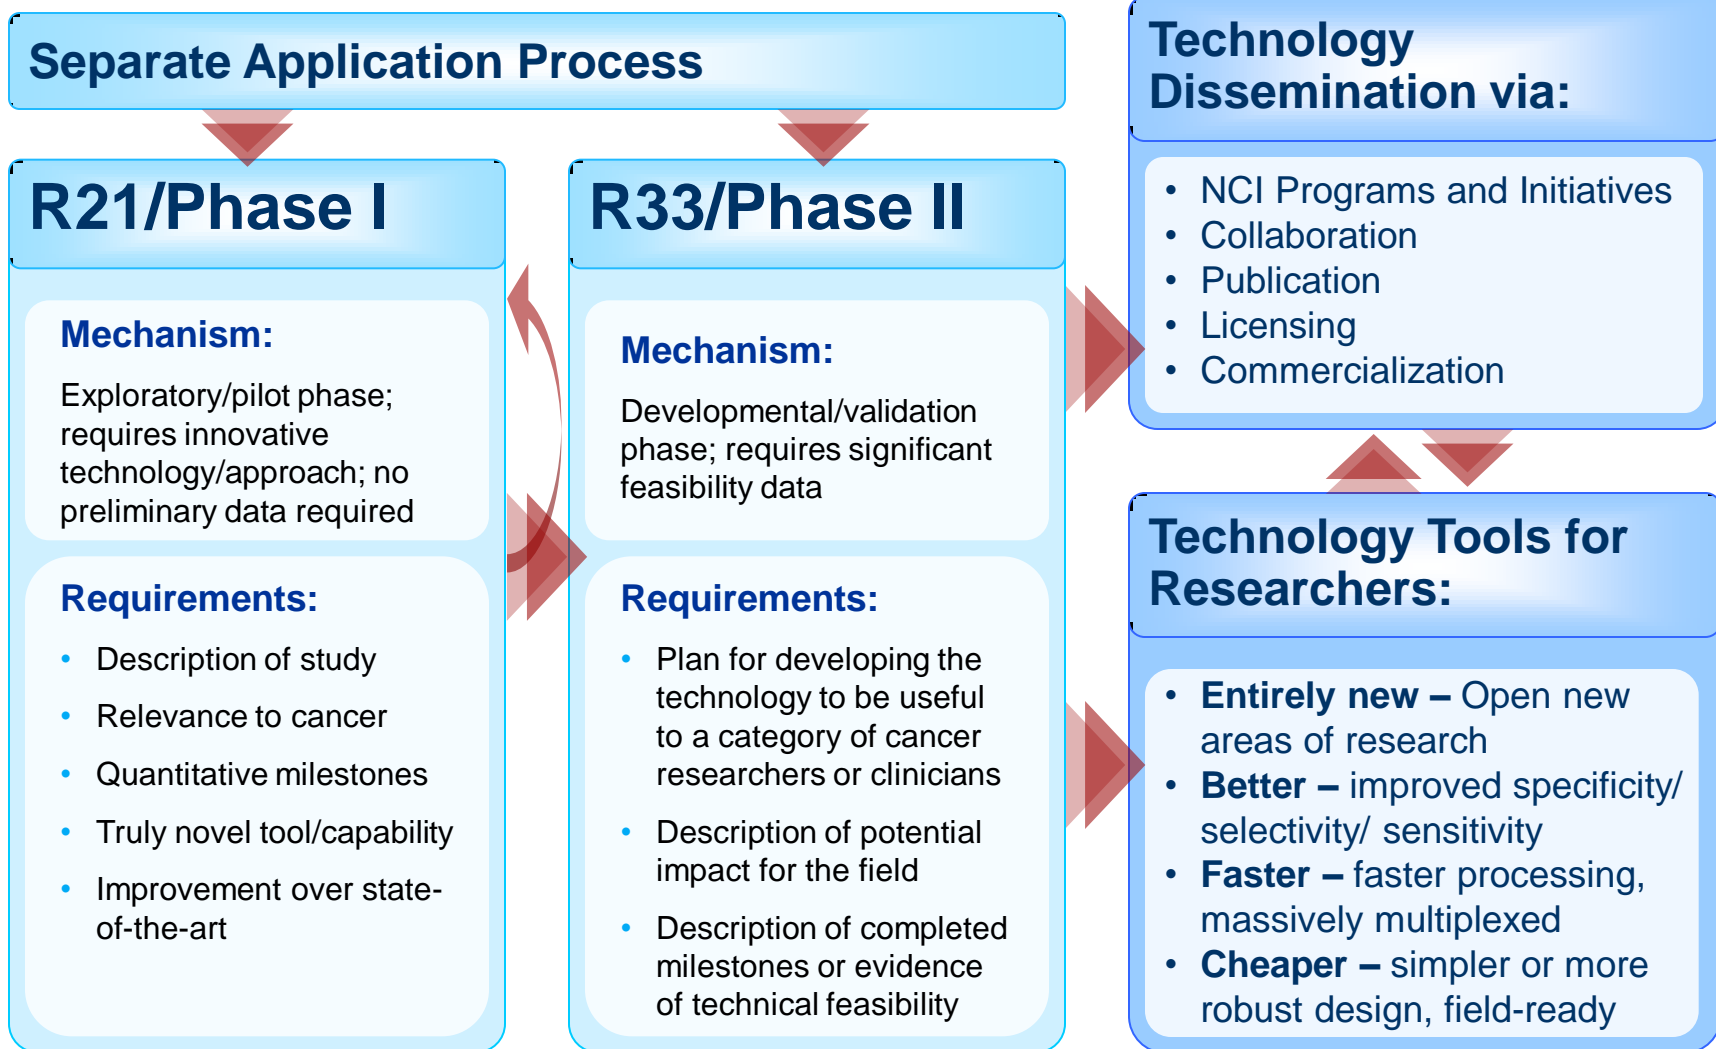 Separate Application Process
R21/Phase I
Mechanism:
Exploratory/pilot phase;
requires innovative
technology/approach; no
preliminary data required
Requirements:
• Description of study
• Relevance to cancer
• Quantitative milestones
• Truly novel tool/capability
• Improvement over state-
of-the-art
R33/Phase II
Mechanism:
Developmental/validation
phase; requires significant
feasibility data
Requirements:
• Plan for developing the
technology to be useful
to a category of cancer
researchers or clinicians
• Description of potential
impact for the field
• Description of completed
milestones or evidence
of technical feasibility
Technology
Dissemination via:
• NCI Programs and Initiatives
• Collaboration
• Publication
• Licensing
• Commercialization
Technology Tools for
Researchers:
• Entirely new – Open new
areas of research
• Better – improved specificity/
selectivity/ sensitivity
• Faster – faster processing,
massively multiplexed
• Cheaper – simpler or more
robust design, field-ready